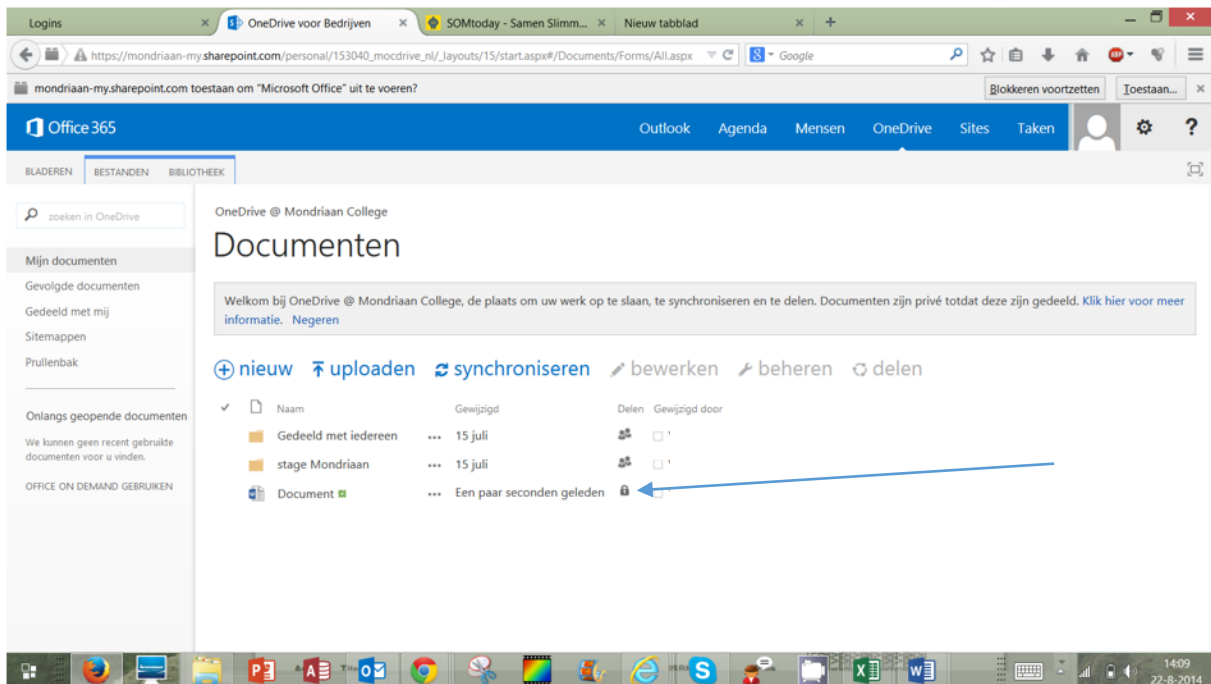 Logins
OneDrive voor Bedrijven
SOMtoday - Samen Slimm...
Nieuw tabblad
https://mondriaan-my.sharepoint.com/personal/153040_mocdrive_nl/_layouts/15/start.aspx#/Documents/Forms/All.aspx
Google
mondriaan-my.sharepoint.com toestaan om "Microsoft Office" uit te voeren?
Blokkeren voortzetten
Toestaan...
Office 365
Outlook Agenda Mensen OneDrive Sites Taken ?
BLADEREN BESTANDEN BIBLIOTHEEK
zoeken in OneDrive
Mijn documenten
Gevolgde documenten
Gedeeld met mij
Sitemappen
Prullenbak
Onlangs geopende documenten
We kunnen geen recent gebruikte
documenten voor u vinden.
OFFICE ON DEMAND GEBRUIKEN
OneDrive @ Mondriaan College
Documenten
Welkom bij OneDrive @ Mondriaan College, de plaats om uw werk op te slaan, te synchroniseren en te delen. Documenten zijn privé totdat deze zijn gedeeld. Klik hier voor meer
informatie. Negeren
nieuw uploaden synchroniseren bewerken beheren delen
Naam Gewijzigd Delen Gewijzigd door
Gedeeld met iedereen ... 15 juli
stage Mondriaan ... 15 juli
Document ... Een paar seconden geleden
14:09
22-8-2014